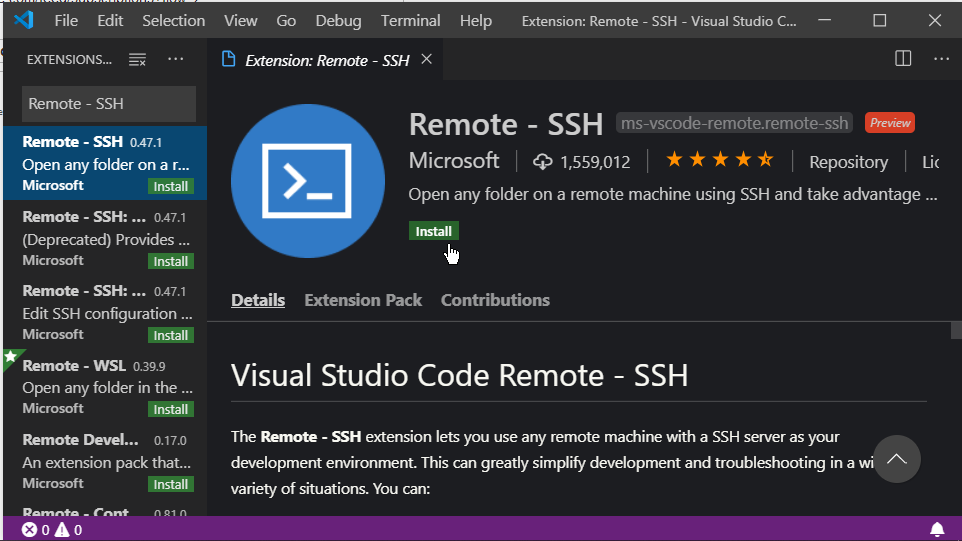 File Edit Selection View Go Debug Terminal Help Extension: Remote - SSH - Visual Studio C...
EXTENSIONS...
Extension: Remote - SSH
Remote - SSH
Remote - SSH 0.47.1
Open any folder on a r...
Microsoft Install
Remote - SSH: ... 0.47.1
(Deprecated) Provides ...
Microsoft Install
Remote - SSH: ... 0.47.1
Edit SSH configuration ...
Microsoft Install
Remote - WSL 0.39.9
Open any folder in the ...
Microsoft Install
Remote Devel... 0.17.0
An extension pack that...
Microsoft Install
Remote - Cont... 0.81.0
Remote - SSH ms-vscode-remote.remote-ssh Preview
Microsoft 1,559,012 Repository Lic
Open any folder on a remote machine using SSH and take advantage ...
Install
Details Extension Pack Contributions
Visual Studio Code Remote - SSH
The Remote - SSH extension lets you use any remote machine with a SSH server as your
development environment. This can greatly simplify development and troubleshooting in a wi
variety of situations. You can:
0 0